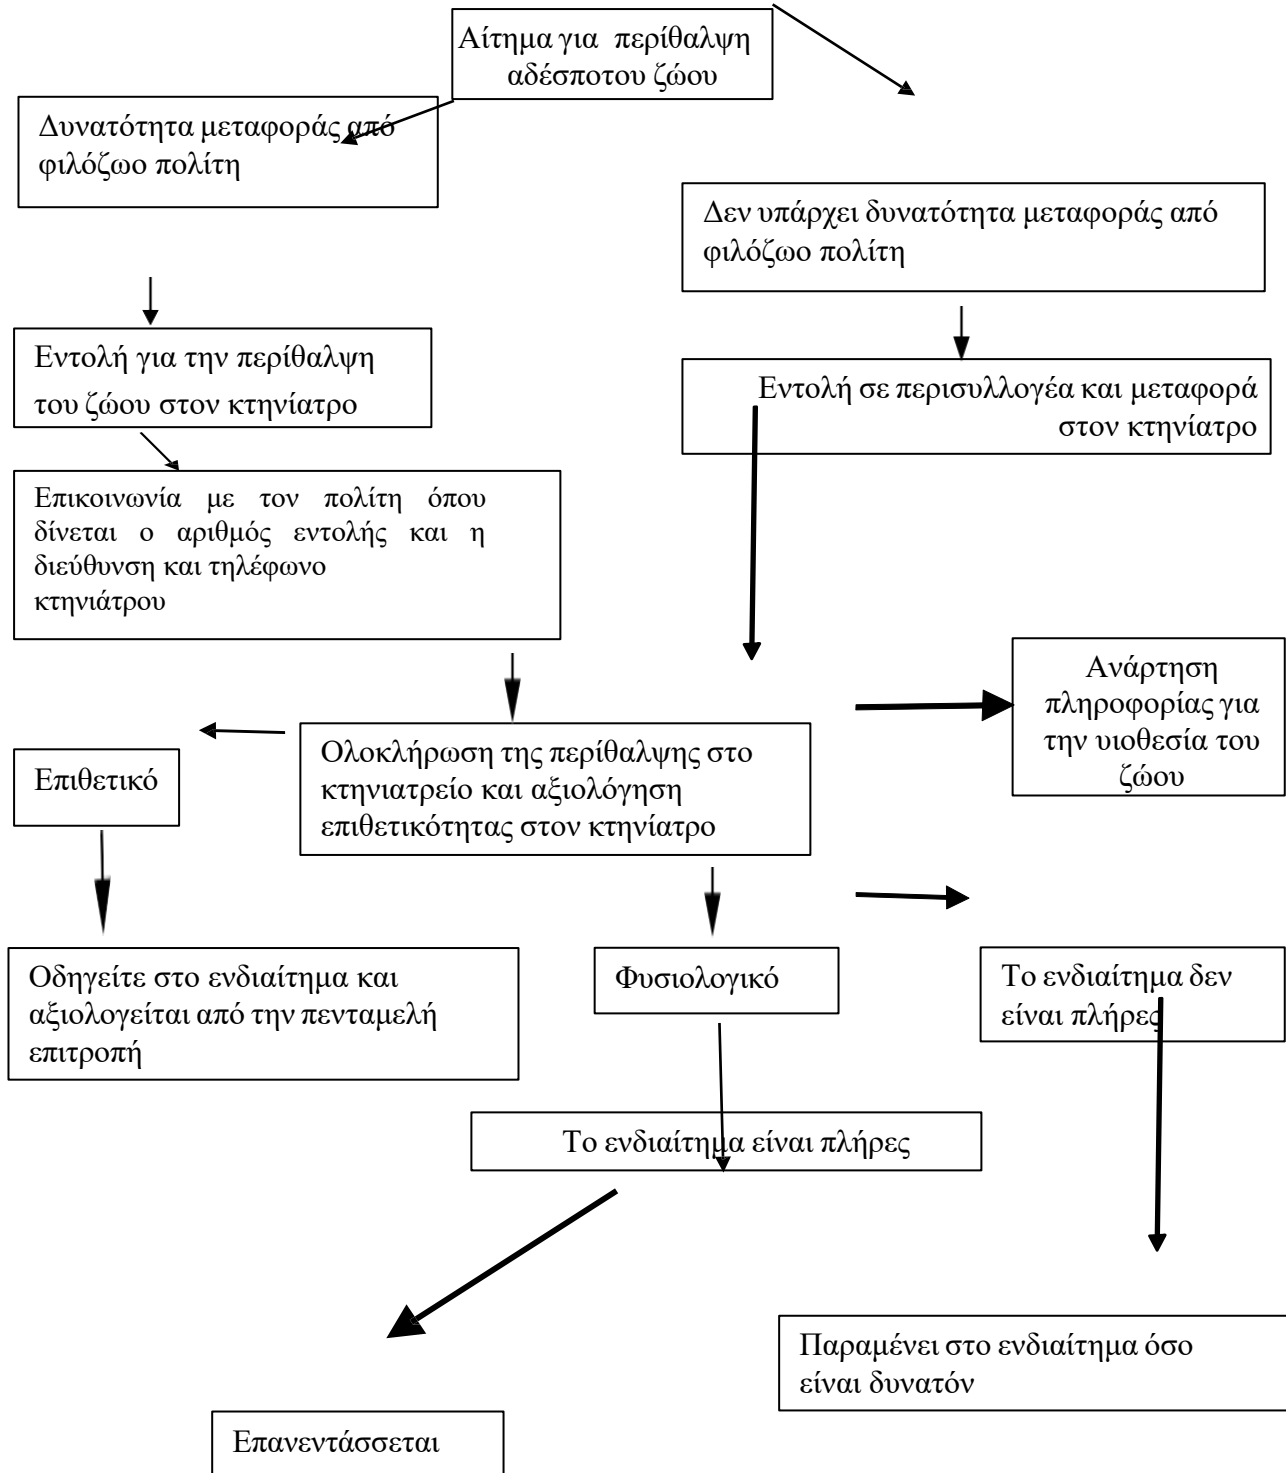 Αίτημα για περίθαλψη
αδέσποτου ζώου
Δυνατότητα μεταφοράς από
φιλόζωο πολίτη
Δεν υπάρχει δυνατότητα μεταφοράς από
φιλόζωο πολίτη
Εντολή για την περίθαλψη
του ζώου στον κτηνίατρο
Εντολή σε περισυλλογέα και μεταφορά
στον κτηνίατρο
Επικοινωνία με τον πολίτη όπου
δίνεται ο αριθμός εντολής και η
διεύθυνση και τηλέφωνο
κτηνιάτρου
Ανάρτηση
πληροφορίας για
την υιοθεσία του
ζώου
Επιθετικό
Ολοκλήρωση της περίθαλψης στο
κτηνιατρείο και αξιολόγηση
επιθετικότητας στον κτηνίατρο
Οδηγείτε στο ενδιαίτημα και
αξιολογείται από την πενταμελή
επιτροπή
Φυσιολογικό
Το ενδιαίτημα δεν
είναι πλήρες
Το ενδιαίτημα είναι πλήρες
Παραμένει στο ενδιαίτημα όσο
είναι δυνατόν
Επανεντάσσεται